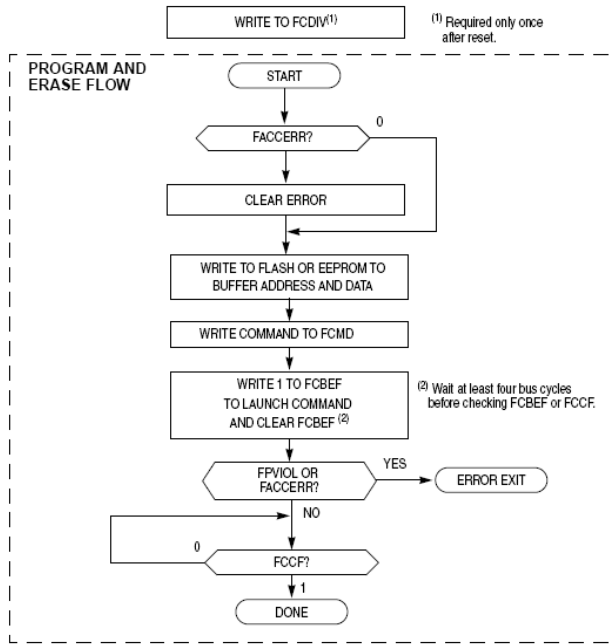 WRITE TO FCDIV(1)
(1) Required only once
after reset.
PROGRAM AND
ERASE FLOW
START
FACCERR?
0
CLEAR ERROR
WRITE TO FLASH OR EEPROM TO
BUFFER ADDRESS AND DATA
WRITE COMMAND TO FCMD
WRITE 1 TO FCBEF
TO LAUNCH COMMAND
AND CLEAR FCBEF (2)
(2) Wait at least four bus cycles
before checking FCBEF or FCCF.
FPVIOL OR
FACCERR?
YES
ERROR EXIT
NO
0
FCCF?
1
DONE